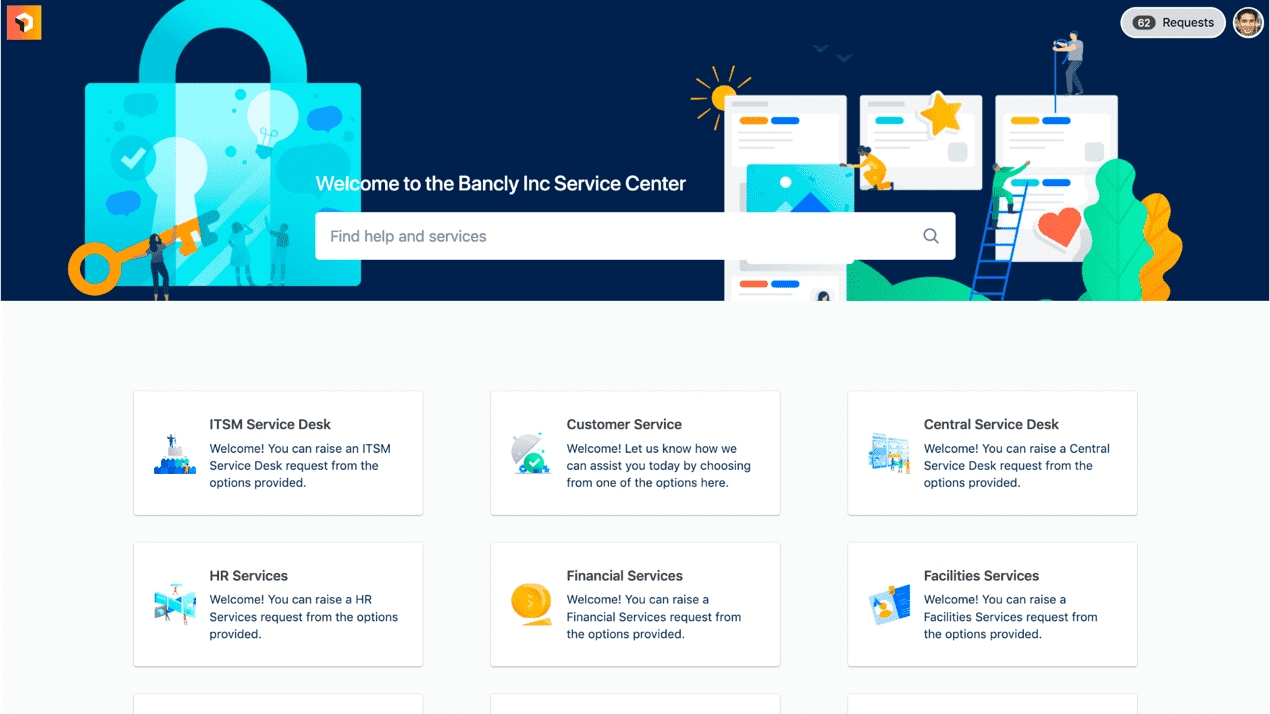 62 Requests
Welcome to the Bancly Inc Service Center
Find help and services
ITSM Service Desk
Welcome! You can raise an ITSM
Service Desk request from the
options provided.
Customer Service
Welcome! Let us know how we
can assist you today by choosing
from one of the options here.
Central Service Desk
Welcome! You can raise a Central
Service Desk request from the
options provided.
HR Services
Welcome! You can raise a HR
Services request from the options
provided.
Financial Services
Welcome! You can raise a
Financial Services request from
the options provided.
Facilities Services
Welcome! You can raise a
Facilities Services request from
the options provided.